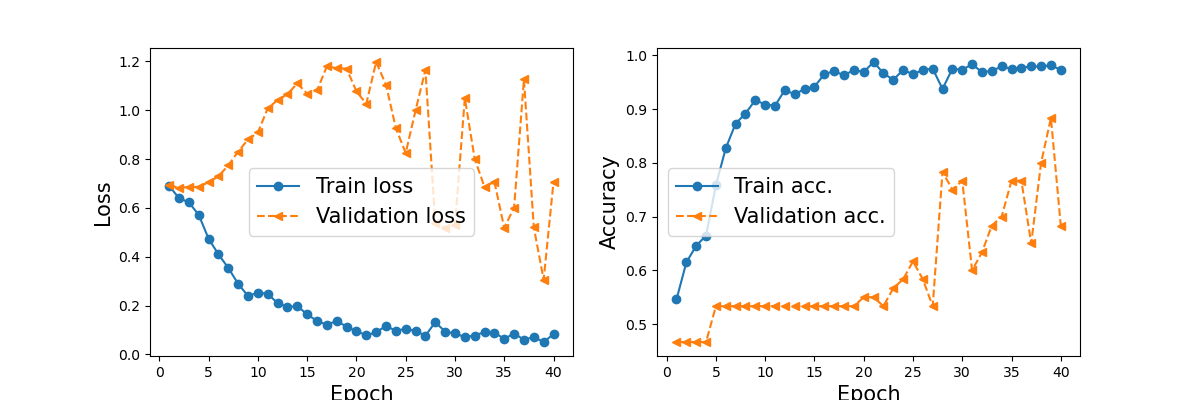 1.2
1.0
0.8
0.6
0.4
0.2
0.0
Loss
Train loss
Validation loss
0 5 10 15 20 25 30 35 40
Epoch
1.0
0.9
0.8
0.7
0.6
0.5
Accuracy
Train acc.
Validation acc.
0 5 10 15 20 25 30 35 40
Epoch